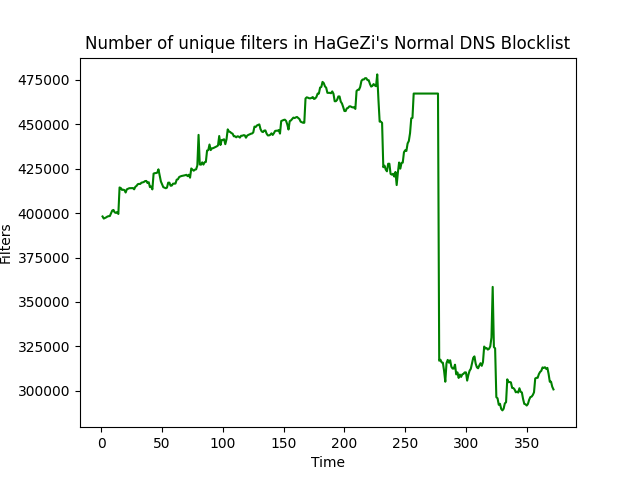 Number of unique filters in HaGeZi's Normal DNS Blocklist
475000
450000
425000
400000
375000
350000
325000
300000
Filters
0 50 100 150 200 250 300 350
Time